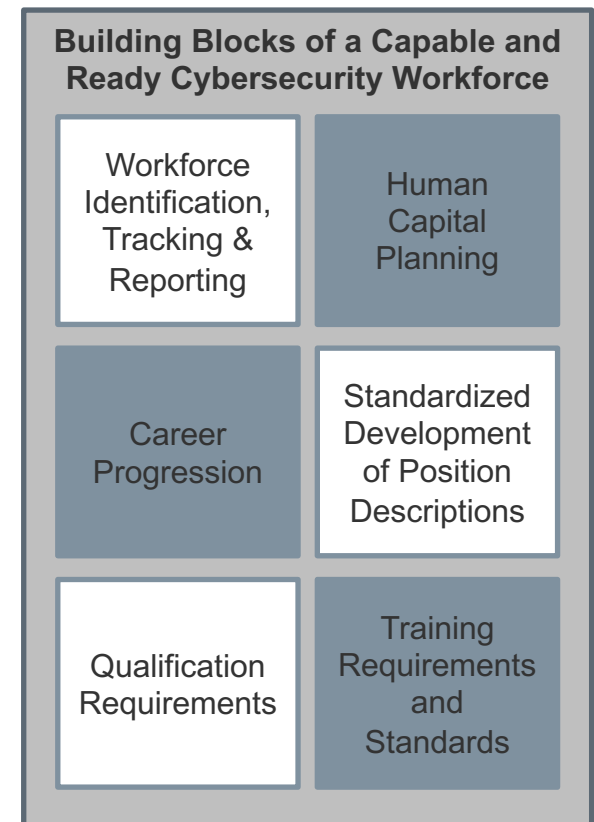 Building Blocks of a Capable and
Ready Cybersecurity Workforce
Workforce
Identification,
Tracking &
Reporting
Human
Capital
Planning
Career
Progression
Standardized
Development
of Position
Descriptions
Qualification
Requirements
Training
Requirements
and
Standards